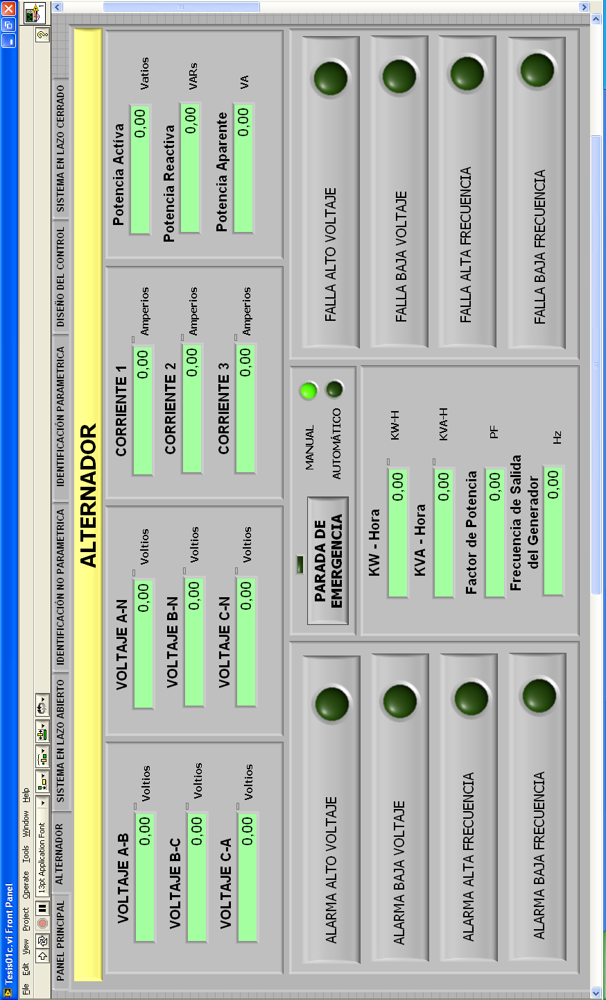 Tesis01c.vi Front Panel
File Edit View Project Operate Tools Window Help
13pt Application Font
?
1
PANEL PRINCIPAL
ALTERNADOR
SISTEMA EN LAZO ABIERTO
IDENTIFICACIÓN NO PARAMETRICA
IDENTIFICACIÓN PARAMETRICA
DISEÑO DEL CONTROL
SISTEMA EN LAZO CERRADO
ALTERNADOR
VOLTAJE A-B
0,00 Voltios
VOLTAJE B-C
0,00 Voltios
VOLTAJE C-A
0,00 Voltios
VOLTAJE A-N
0,00 Voltios
VOLTAJE B-N
0,00 Voltios
VOLTAJE C-N
0,00 Voltios
CORRIENTE 1
0,00 Amperios
CORRIENTE 2
0,00 Amperios
CORRIENTE 3
0,00 Amperios
Potencia Activa
0,00 Vatios
Potencia Reactiva
0,00 VARs
Potencia Aparente
0,00 VA
ALARMA ALTO VOLTAJE
ALARMA BAJA VOLTAJE
ALARMA ALTA FRECUENCIA
ALARMA BAJA FRECUENCIA
PARADA DE
EMERGENCIA
MANUAL
AUTOMÁTICO
KW - Hora
0,00 KW-H
KVA - Hora
0,00 KVA-H
Factor de Potencia
0,00 PF
Frecuencia de Salida
del Generador
0,00 Hz
FALLA ALTO VOLTAJE
FALLA BAJA VOLTAJE
FALLA ALTA FRECUENCIA
FALLA BAJA FRECUENCIA